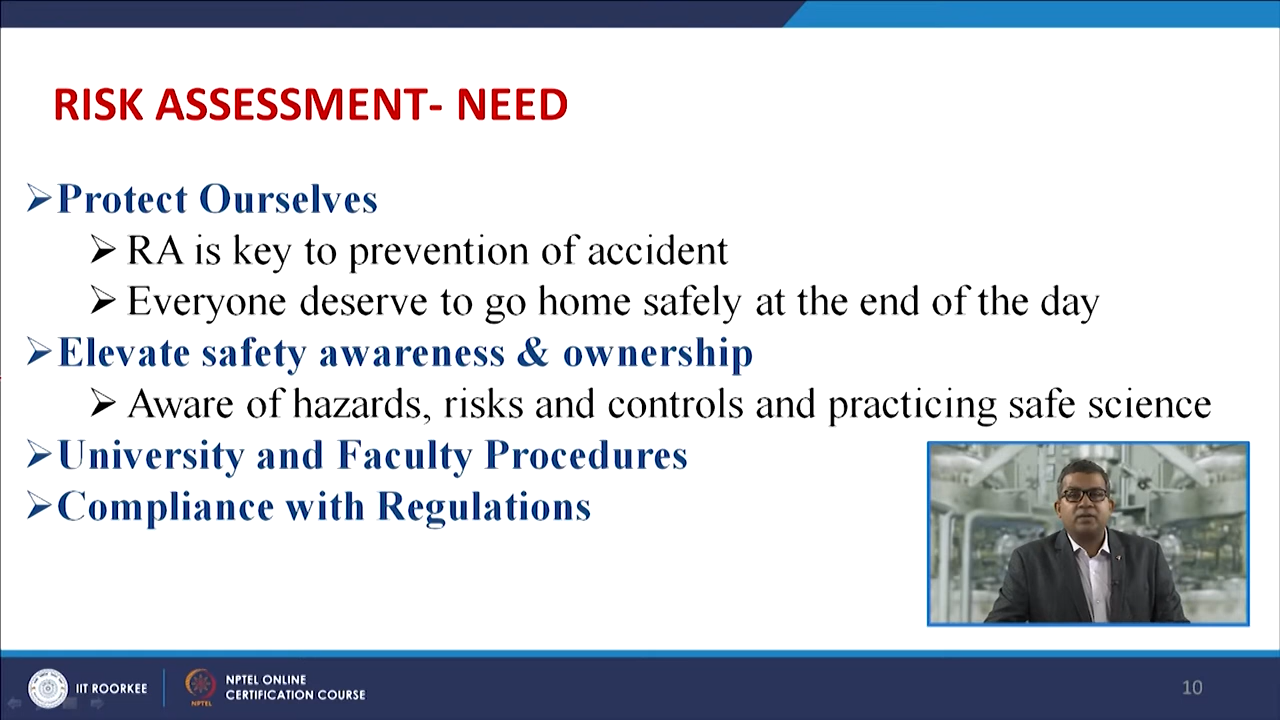 RISK ASSESSMENT- NEED
Protect Ourselves
RA is key to prevention of accident
Everyone deserve to go home safely at the end of the day
Elevate safety awareness & ownership
Aware of hazards, risks and controls and practicing safe science
University and Faculty Procedures
Compliance with Regulations
IIT ROORKEE
NPTEL
NPTEL ONLINE
CERTIFICATION COURSE
10